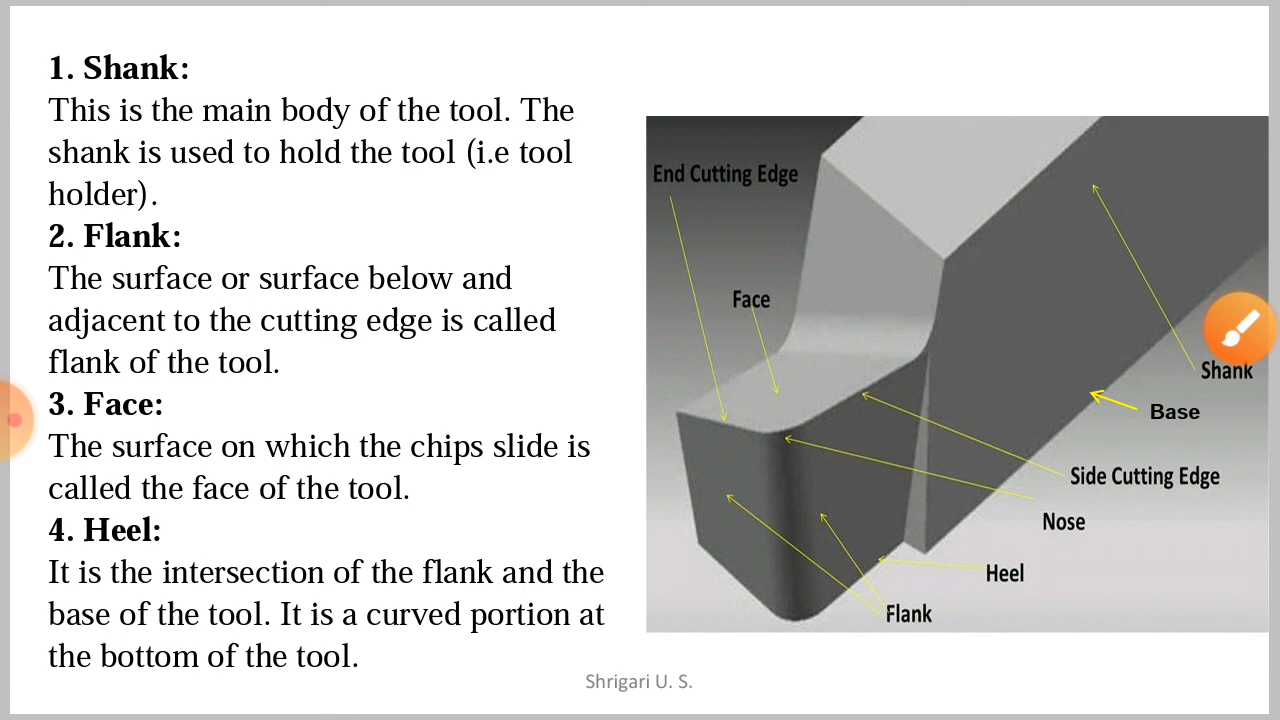 1. Shank:
This is the main body of the tool. The
shank is used to hold the tool (i.e tool
holder).
2. Flank:
The surface or surface below and
adjacent to the cutting edge is called
flank of the tool.
3. Face:
The surface on which the chips slide is
called the face of the tool.
4. Heel:
It is the intersection of the flank and the
base of the tool. It is a curved portion at
the bottom of the tool.
End Cutting Edge
Face
Shank
Base
Side Cutting Edge
Nose
Heel
Flank
Shrigari U. S.